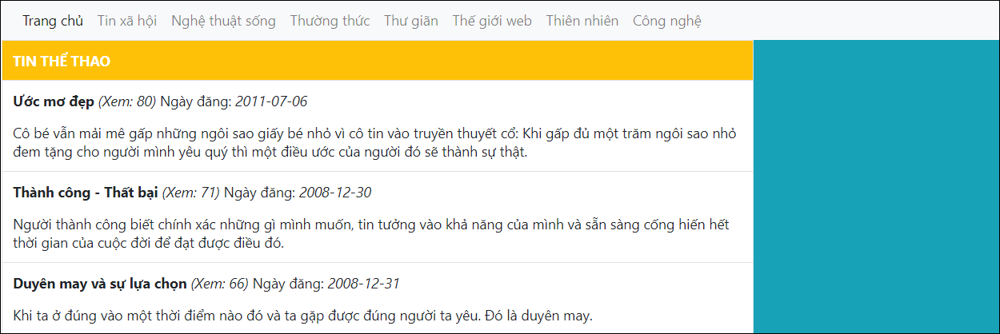 Trang chủ Tin xã hội Nghệ thuật sống Thường thức Thư giãn Thế giới web Thiên nhiên Công nghệ
TIN THỂ THAO
Ước mơ đẹp (Xem: 80) Ngày đăng: 2011-07-06
Cô bé vẫn mải mê gấp những ngôi sao giấy bé nhỏ vì cô tin vào truyền thuyết cổ: Khi gấp đủ một trăm ngôi sao nhỏ
đem tặng cho người mình yêu quý thì một điều ước của người đó sẽ thành sự thật.
Thành công - Thất bại (Xem: 71) Ngày đăng: 2008-12-30
Người thành công biết chính xác những gì mình muốn, tin tưởng vào khả năng của mình và sẵn sàng cống hiến hết
thời gian của cuộc đời để đạt được điều đó.
Duyên may và sự lựa chọn (Xem: 66) Ngày đăng: 2008-12-31
Khi ta ở đúng vào một thời điểm nào đó và ta gặp được đúng người ta yêu. Đó là duyên may.